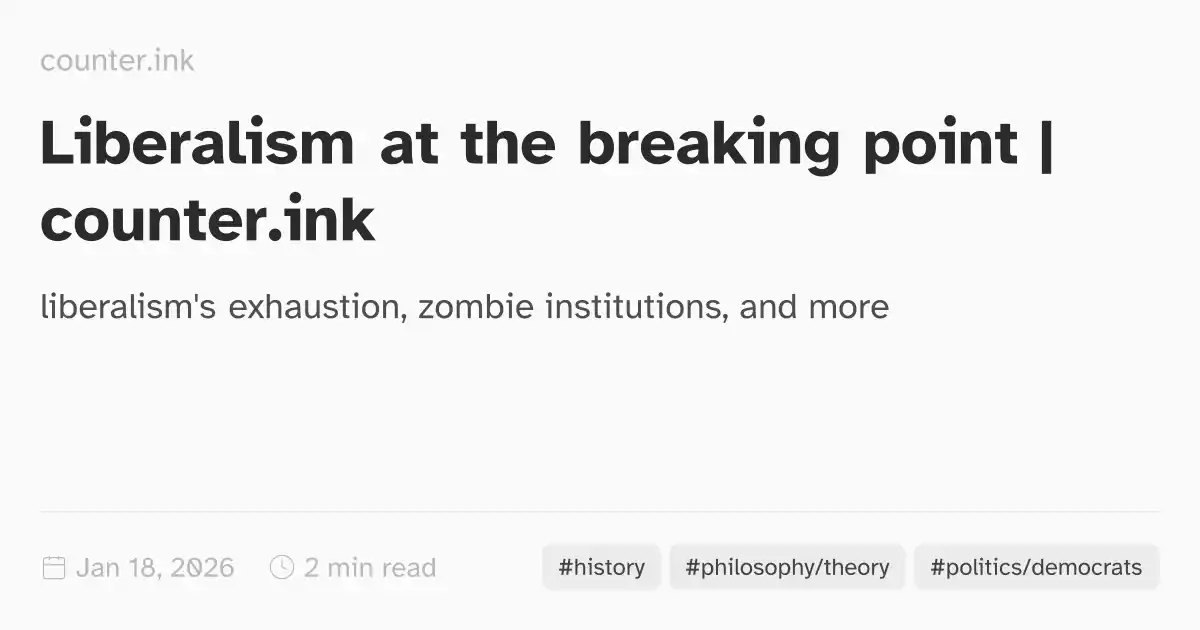 counter.ink
Liberalism at the breaking point |
counter.ink
liberalism's exhaustion, zombie institutions, and more
Jan 18, 2026
2 min read
#history
#philosophy/theory
#politics/democrats